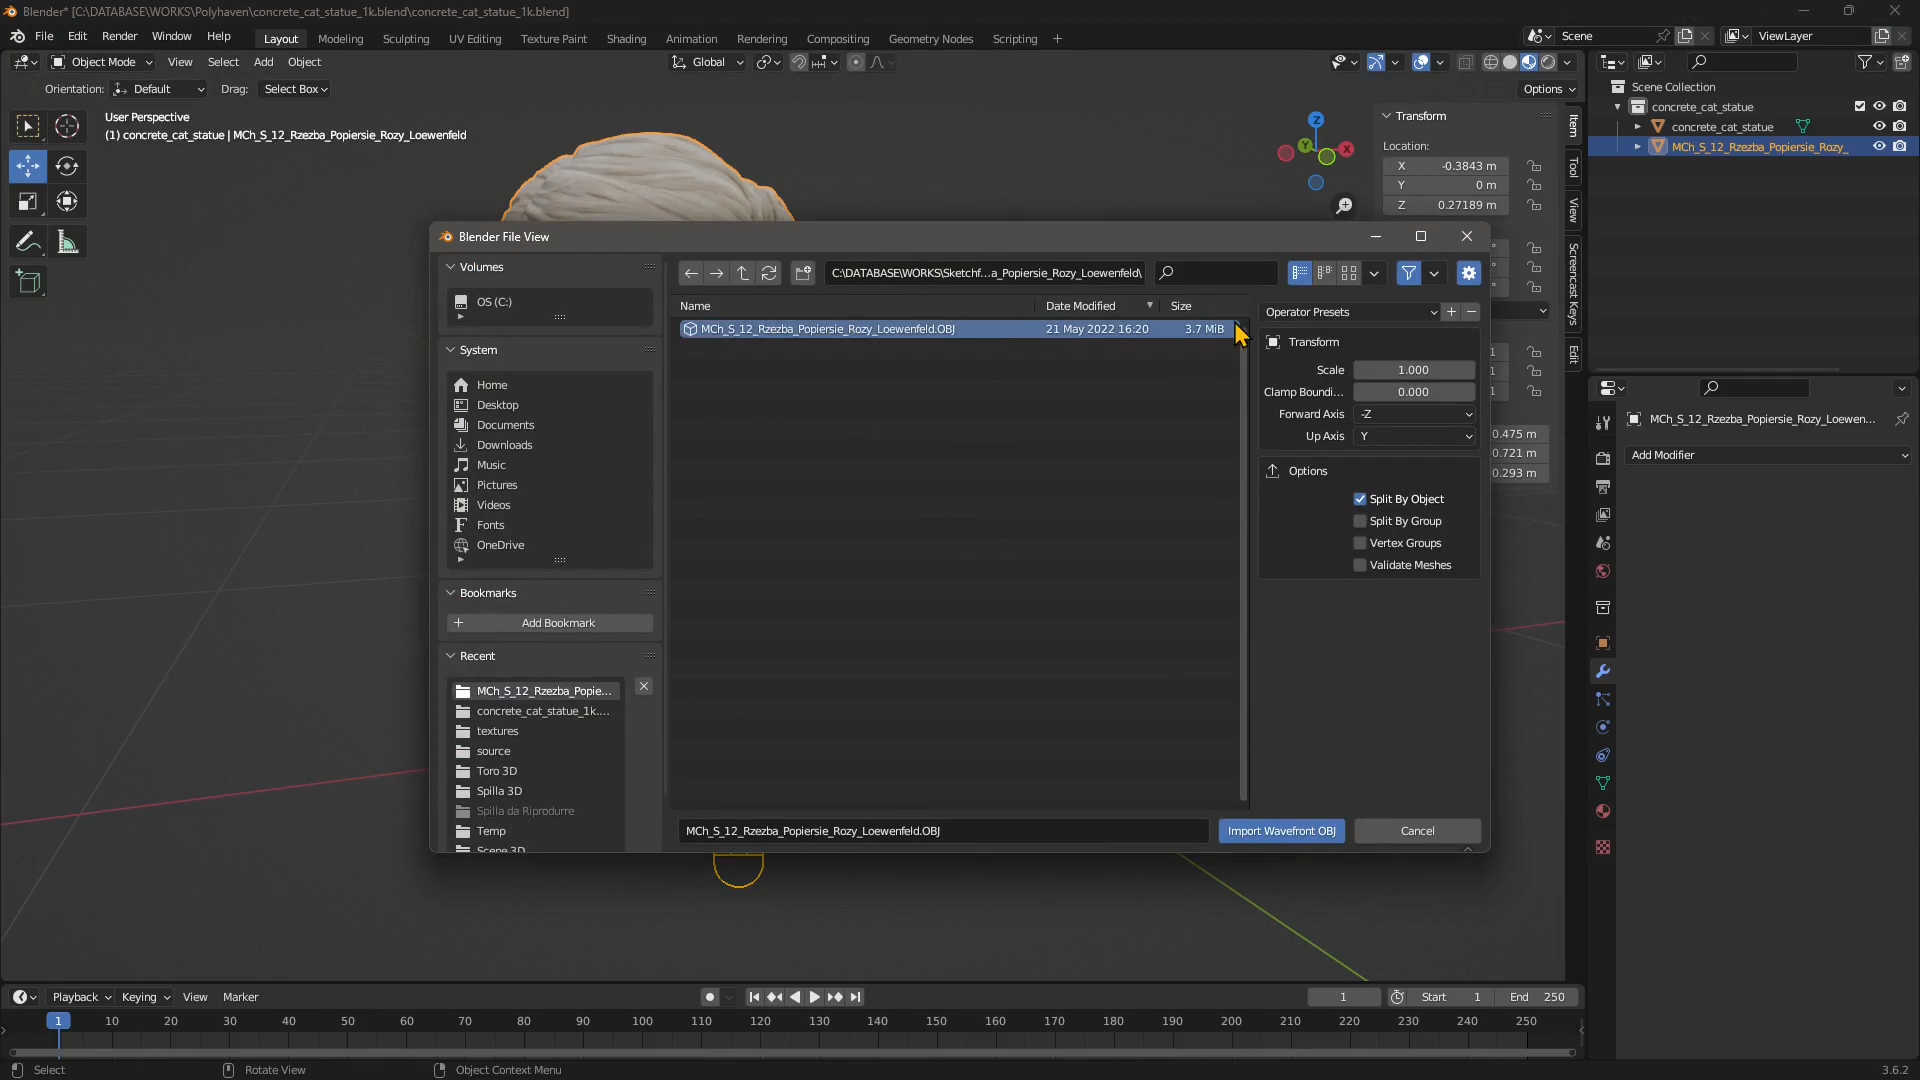 Blender* [C:\DATABASE\WORKS\Polyhaven\concrete_cat_statue_1k.blend\concrete_cat_statue_1k.blend]
File Edit Render Window Help Layout Modeling Sculpting UV Editing Texture Paint Shading Animation Rendering Compositing Geometry Nodes Scripting + Scene ViewLayer
Object Mode View Select Add Object Global
Orientation: Default Drag: Select Box Options
User Perspective
(1) concrete_cat_statue | MCh_S_12_Rzezba_Popiersie_Rozy_Loewenfeld
Z
Y
X
Transform
Location:
X -0.3843 m
Y 0 m
Z 0.27189 m
0.475 m
0.721 m
0.293 m
Item
Tool
View
Screencast Keys
Edit
Scene Collection
concrete_cat_statue
concrete_cat_statue
MCh_S_12_Rzezba_Popiersie_Rozy_
MCh_S_12_Rzezba_Popiersie_Rozy_Loewen...
Add Modifier
Blender File View
Volumes
OS (C:)
System
Home
Desktop
Documents
Downloads
Music
Pictures
Videos
Fonts
OneDrive
Bookmarks
Add Bookmark
Recent
MCh_S_12_Rzezba_Popie...
concrete_cat_statue_1k....
textures
source
Toro 3D
Spilla 3D
Spilla da Riprodurre
Temp
Scene 3D
C:\DATABASE\WORKS\Sketchf...a_Popiersie_Rozy_Loewenfeld\
Name Date Modified Size
MCh_S_12_Rzezba_Popiersie_Rozy_Loewenfeld.OBJ 21 May 2022 16:20 3.7 MiB
Operator Presets
Transform
Scale 1.000
Clamp Boundi... 0.000
Forward Axis -Z
Up Axis Y
Options
Split By Object
Split By Group
Vertex Groups
Validate Meshes
MCh_S_12_Rzezba_Popiersie_Rozy_Loewenfeld.OBJ Import Wavefront OBJ Cancel
Playback Keying View Marker 1 Start 1 End 250
1 10 20 30 40 50 60 70 80 90 100 110 120 130 140 150 160 170 180 190 200 210 220 230 240 250
Select Rotate View Object Context Menu 3.6.2